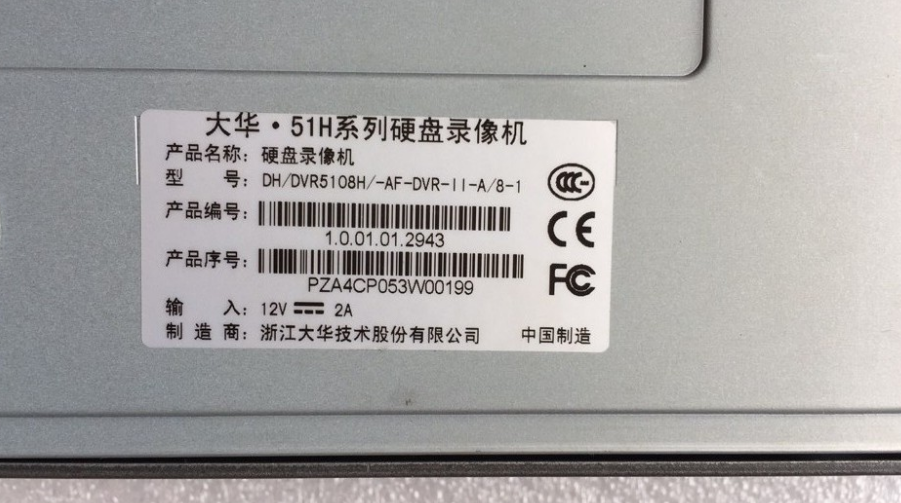 大华·51H系列硬盘录像机
产品名称: 硬盘录像机
型 号: DH/DVR5108H/-AF-DVR-II-A/8-1
产品编号:
1.0.01.01.2943
产品序号:
PZA4CP053W00199
输 入: 12V 2A
制 造 商: 浙江大华技术股份有限公司 中国制造
CCC
CE
FC